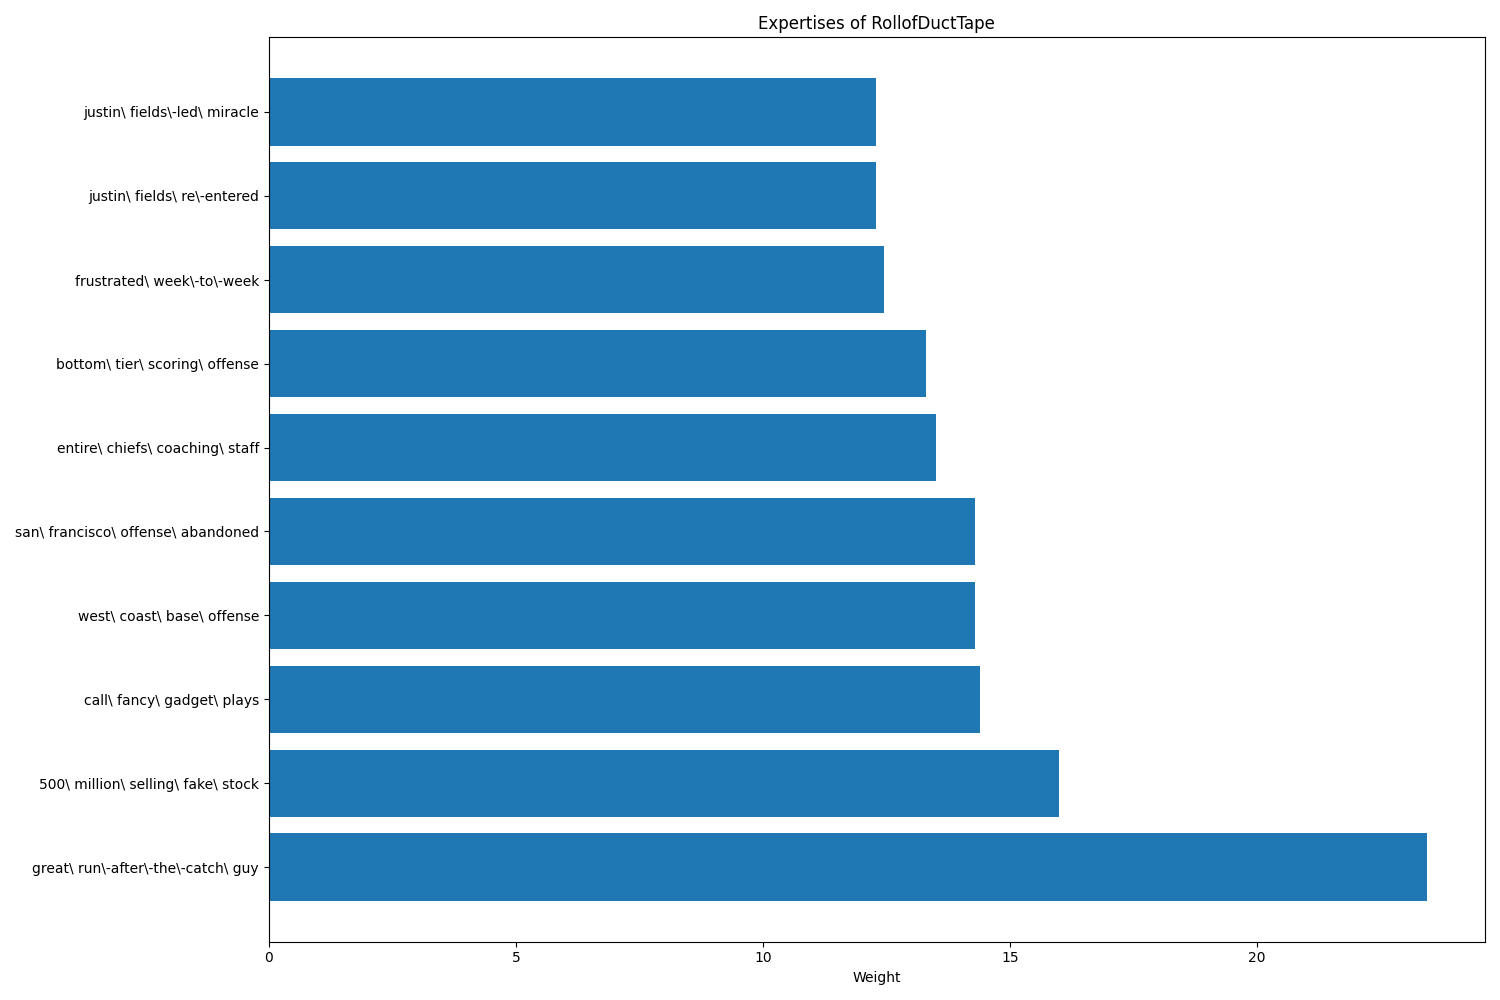 Expertises of RollofDuctTape
justin\ fields\-led\ miracle
justin\ fields\ re\-entered
frustrated\ week\-to\-week
bottom\ tier\ scoring\ offense
entire\ chiefs\ coaching\ staff
san\ francisco\ offense\ abandoned
west\ coast\ base\ offense
call\ fancy\ gadget\ plays
500\ million\ selling\ fake\ stock
great\ run\-after\-the\-catch\ guy
0 5 10 15 20
Weight